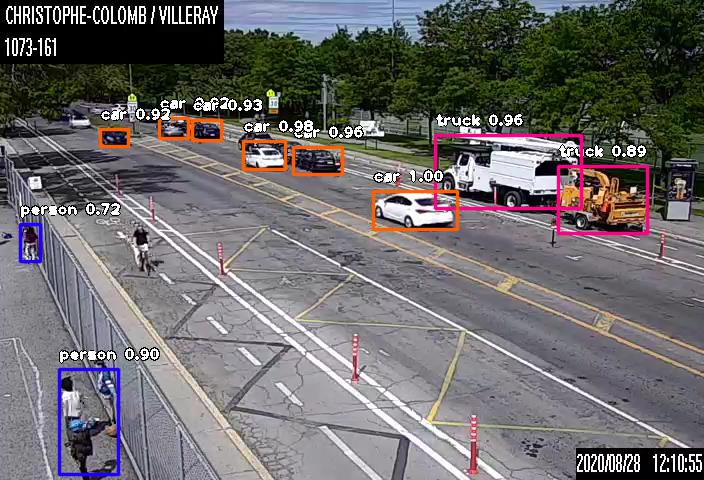 CHRISTOPHE-COLOMB / VILLERAY
1073-161
car 0.92
car 0.93
car 0.98
car 0.96
truck 0.96
truck 0.89
car 1.00
person 0.72
person 0.90
2020/08/28 12:10:55